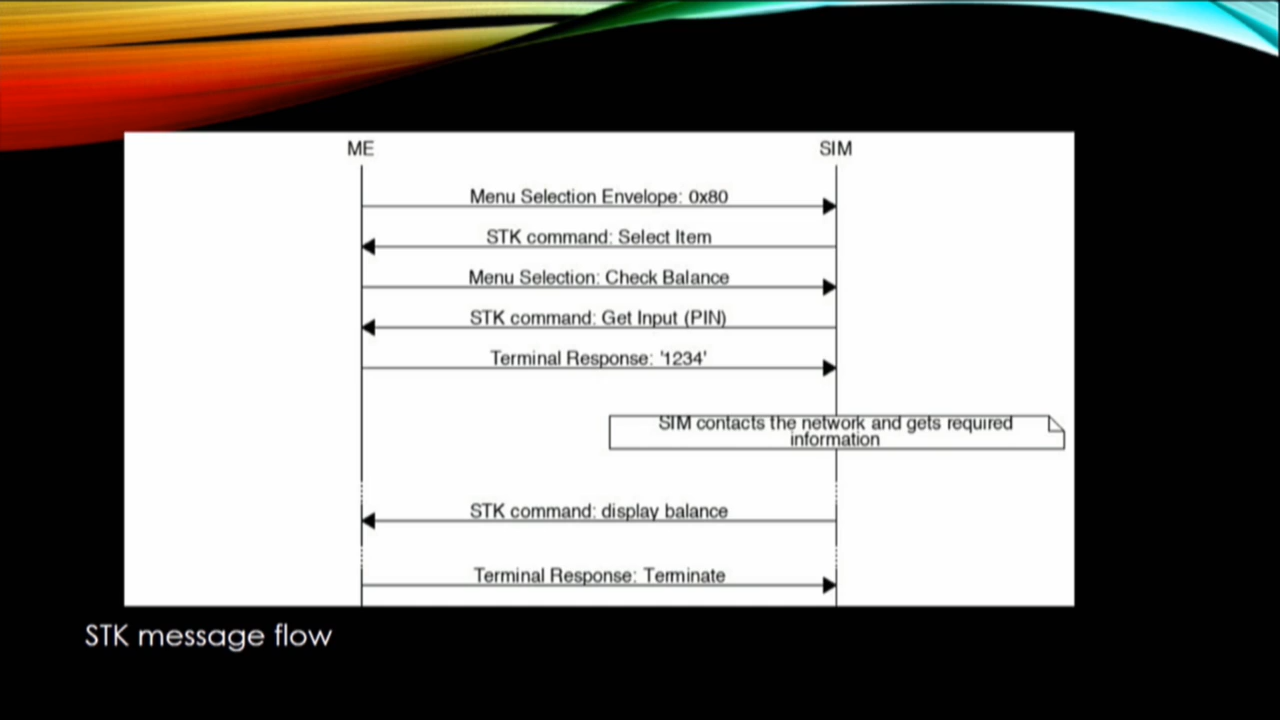 ME
SIM
Menu Selection Envelope: 0x80
STK command: Select Item
Menu Selection: Check Balance
STK command: Get Input (PIN)
Terminal Response: '1234'
SIM contacts the network and gets required
information
STK command: display balance
Terminal Response: Terminate
STK message flow